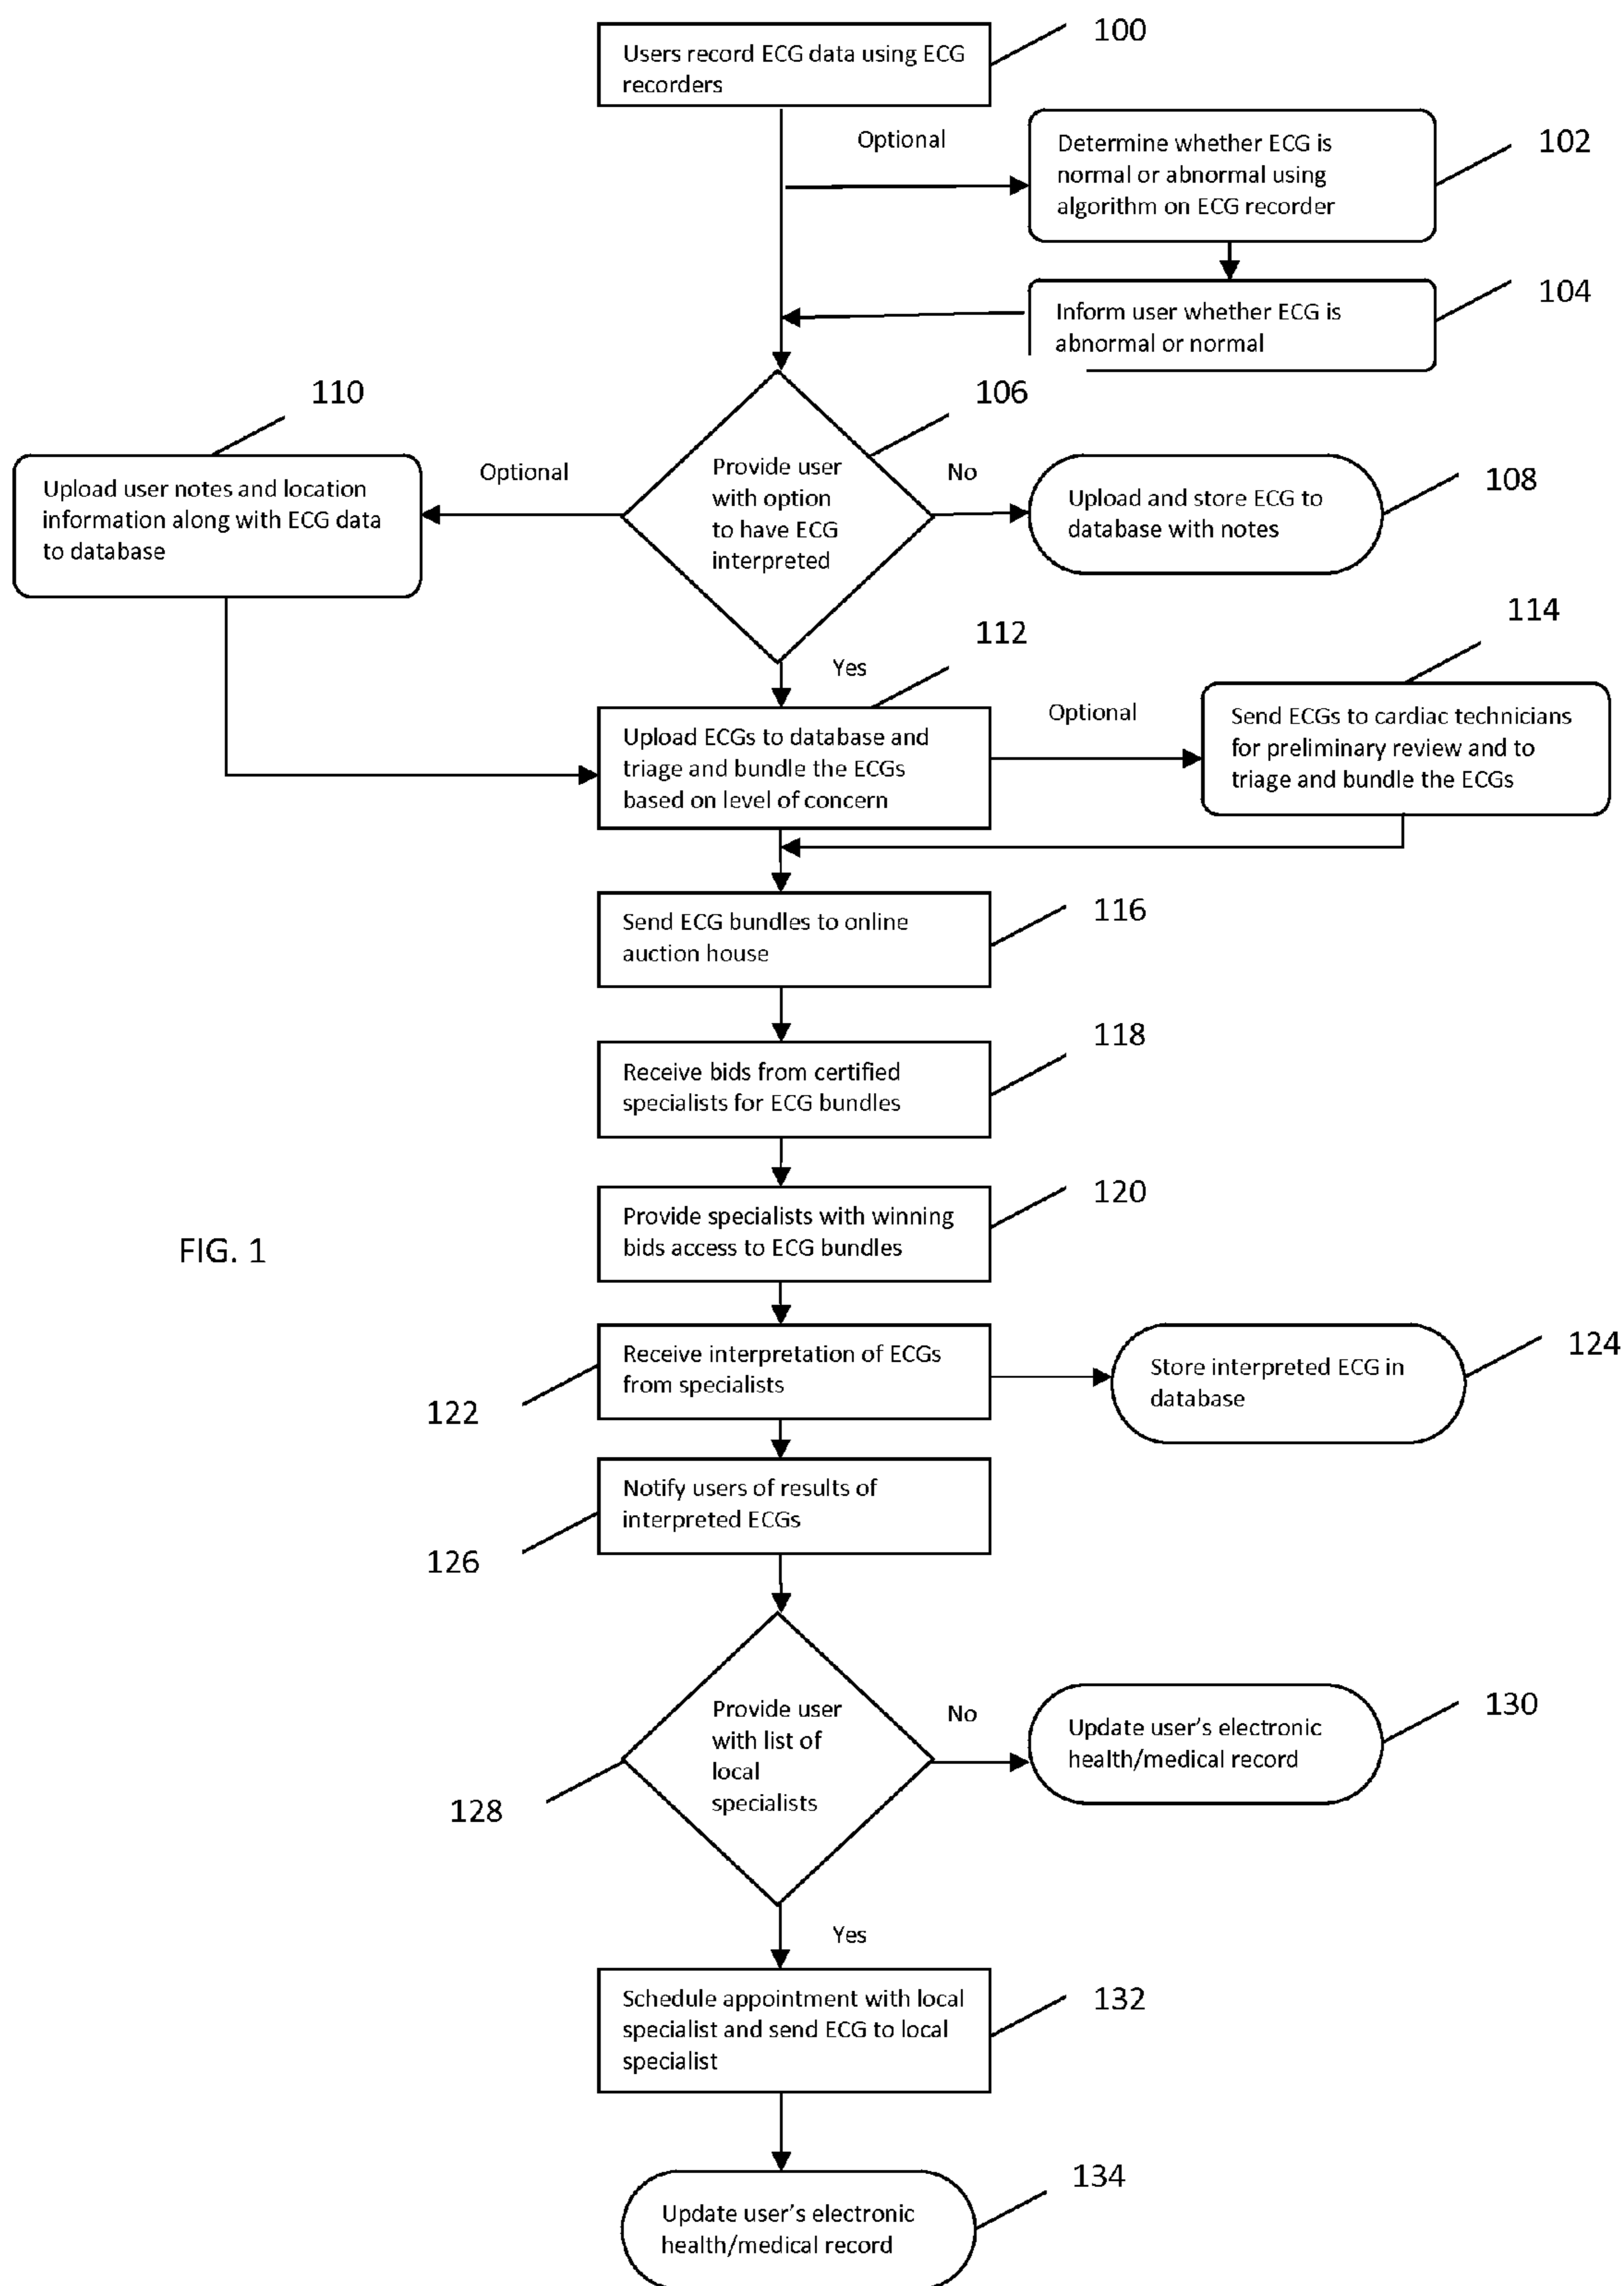 100
Users record ECG data using ECG
recorders
Optional
Determine whether ECG is
normal or abnormal using
algorithm on ECG recorder
102
Inform user whether ECG is
abnormal or normal
104
110
106
Upload user notes and location
information along with ECG data
to database
Optional
Provide user
with option
to have ECG
interpreted
No
Upload and store ECG to
database with notes
108
114
112
Yes
Upload ECGs to database and
triage and bundle the ECGs
based on level of concern
Optional
Send ECGs to cardiac technicians
for preliminary review and to
triage and bundle the ECGs
Send ECG bundles to online
auction house
116
118
Receive bids from certified
specialists for ECG bundles
120
Provide specialists with winning
bids access to ECG bundles
FIG. 1
Receive interpretation of ECGs
from specialists
122
Store interpreted ECG in
database
124
Notify users of results of
interpreted ECGs
126
Provide user
with list of
local
specialists
128
No
Update user's electronic
health/medical record
130
Yes
Schedule appointment with local
specialist and send ECG to local
specialist
132
134
Update user's electronic
health/medical record